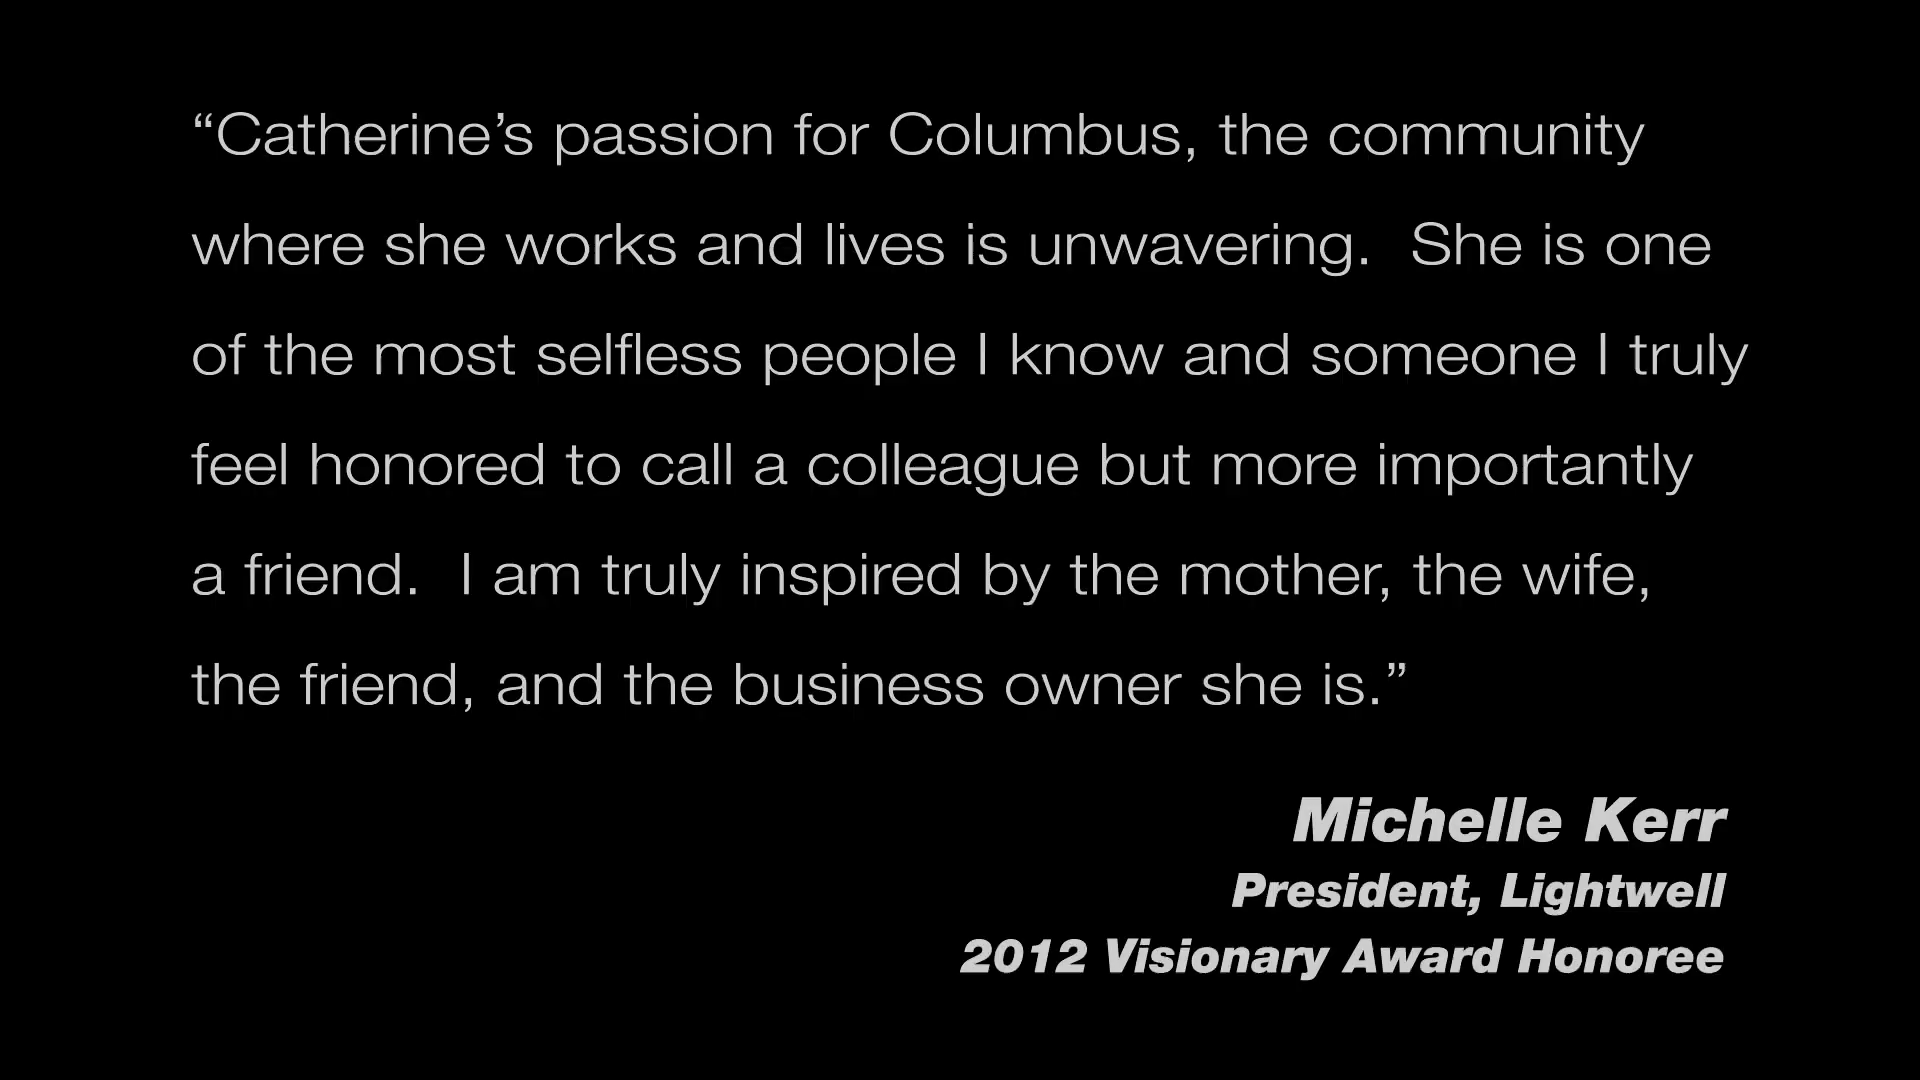 “Catherine’s passion for Columbus, the community
where she works and lives is unwavering.  She is one
of the most selfless people I know and someone I truly
feel honored to call a colleague but more importantly
a friend.  I am truly inspired by the mother, the wife,
the friend, and the business owner she is.”
Michelle Kerr
President, Lightwell
2012 Visionary Award Honoree